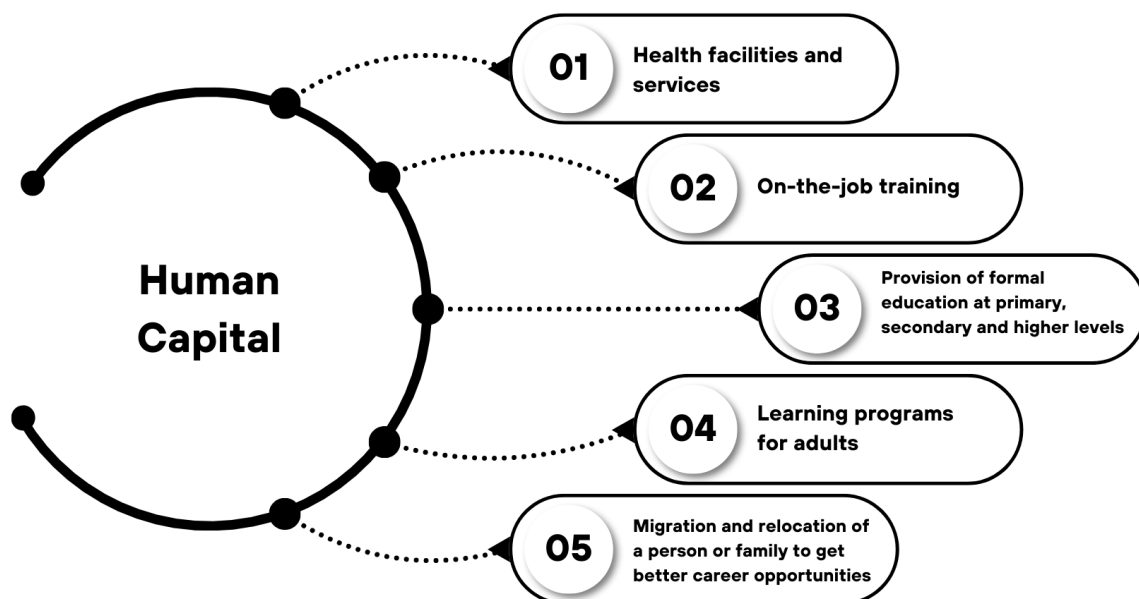 Human
Capital
01
Health facilities and
services
02
On-the-job training
03
Provision of formal
education at primary,
secondary and higher levels
04
Learning programs
for adults
05
Migration and relocation of
a person or family to get
better career opportunities